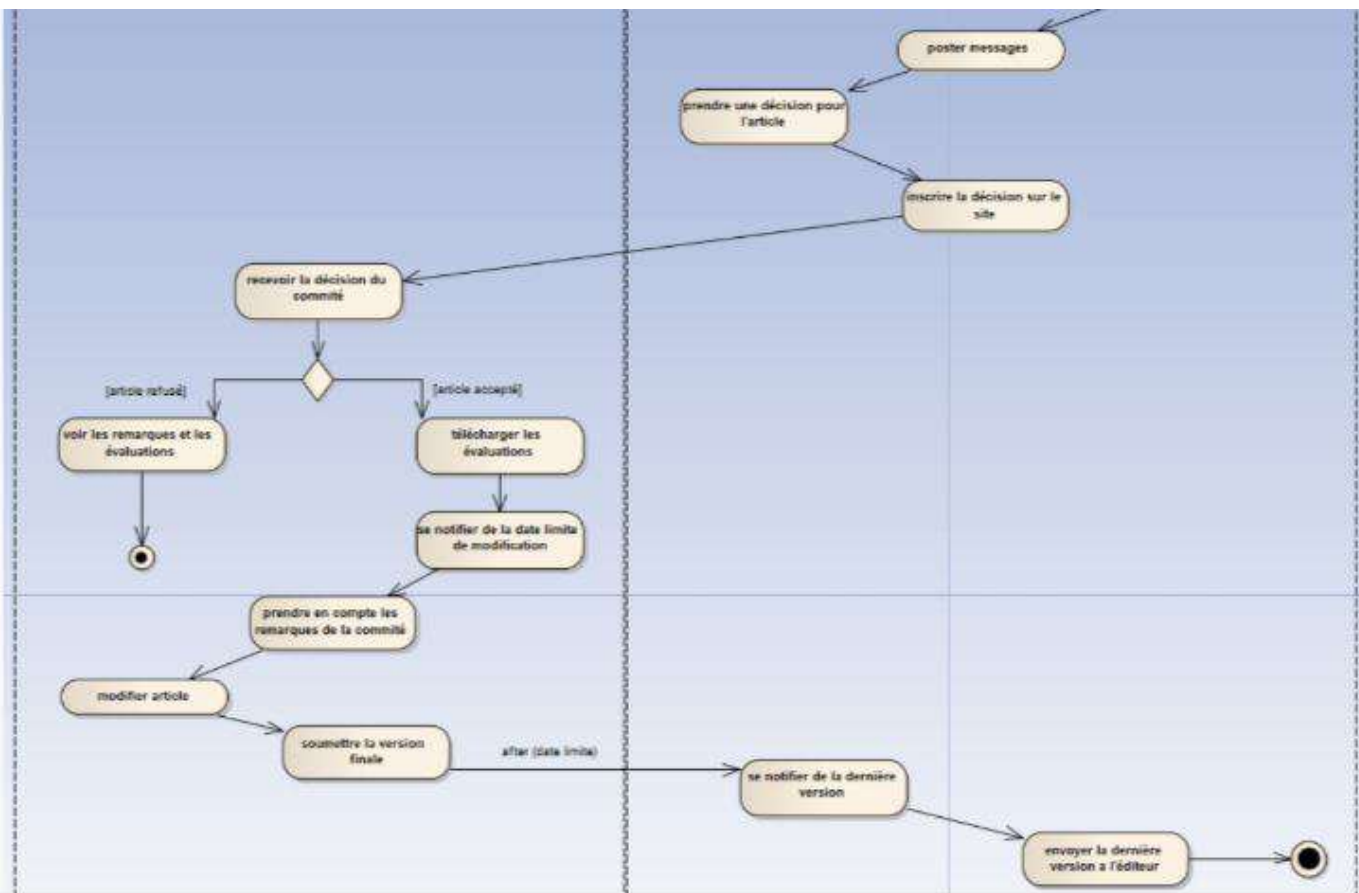 poster messages
prendre une décision pour
l'article
inscrire la décision sur le
site
recevoir la décision du
commité
[article refusé]
[article accepté]
voir les remarques et les
évaluations
télécharger les
évaluations
se notifier de la date limite
de modification
prendre en compte les
remarques de la commité
modifier article
soumettre la version
finale
after (date limite)
se notifier de la dernière
version
envoyer la dernière
version a l'éditeur